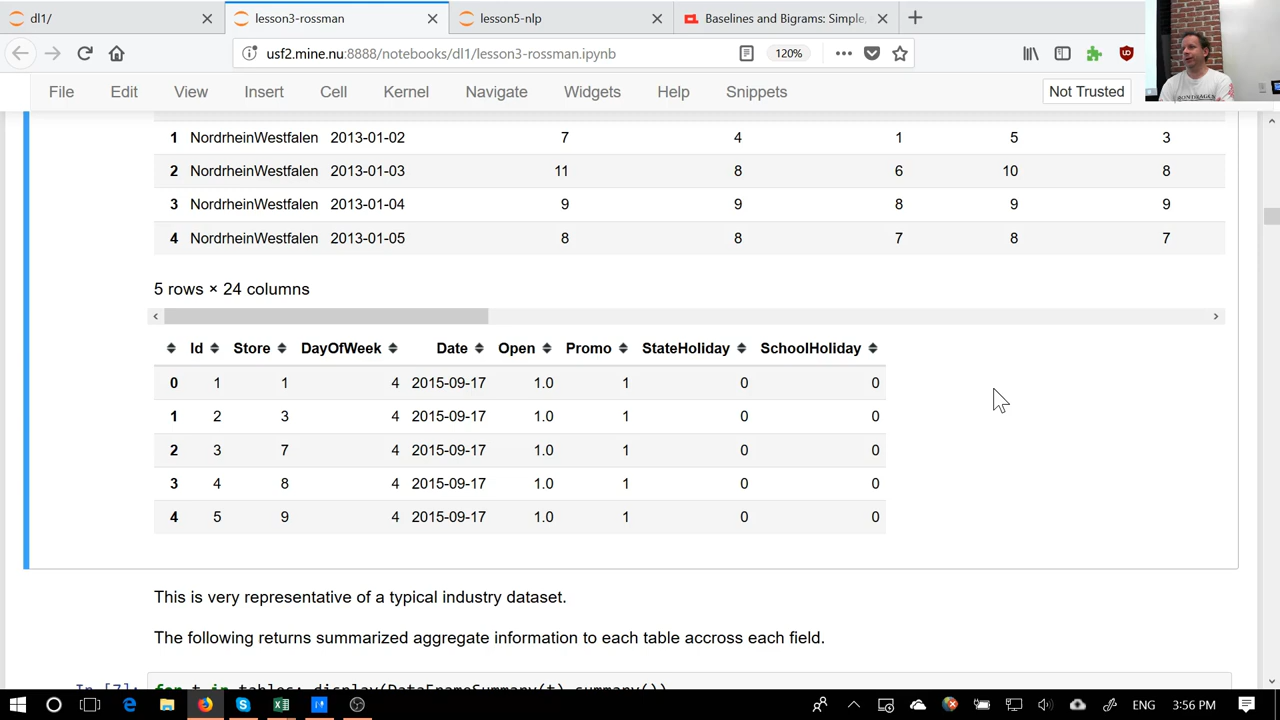 dl1/ lesson3-rossman lesson5-nlp Baselines and Bigrams: Simple,
usf2.mine.nu:8888/notebooks/dl1/lesson3-rossman.ipynb 120%
File Edit View Insert Cell Kernel Navigate Widgets Help Snippets Not Trusted
1 NordrheinWestfalen 2013-01-02 7 4 1 5 3
2 NordrheinWestfalen 2013-01-03 11 8 6 10 8
3 NordrheinWestfalen 2013-01-04 9 9 8 9 9
4 NordrheinWestfalen 2013-01-05 8 8 7 8 7
5 rows × 24 columns
Id Store DayOfWeek Date Open Promo StateHoliday SchoolHoliday
0 1 1 4 2015-09-17 1.0 1 0 0
1 2 3 4 2015-09-17 1.0 1 0 0
2 3 7 4 2015-09-17 1.0 1 0 0
3 4 8 4 2015-09-17 1.0 1 0 0
4 5 9 4 2015-09-17 1.0 1 0 0
This is very representative of a typical industry dataset.
The following returns summarized aggregate information to each table accross each field.
In [7]: for t in tables: display(DataFrameSummary(t).summary())
ENG 3:56 PM